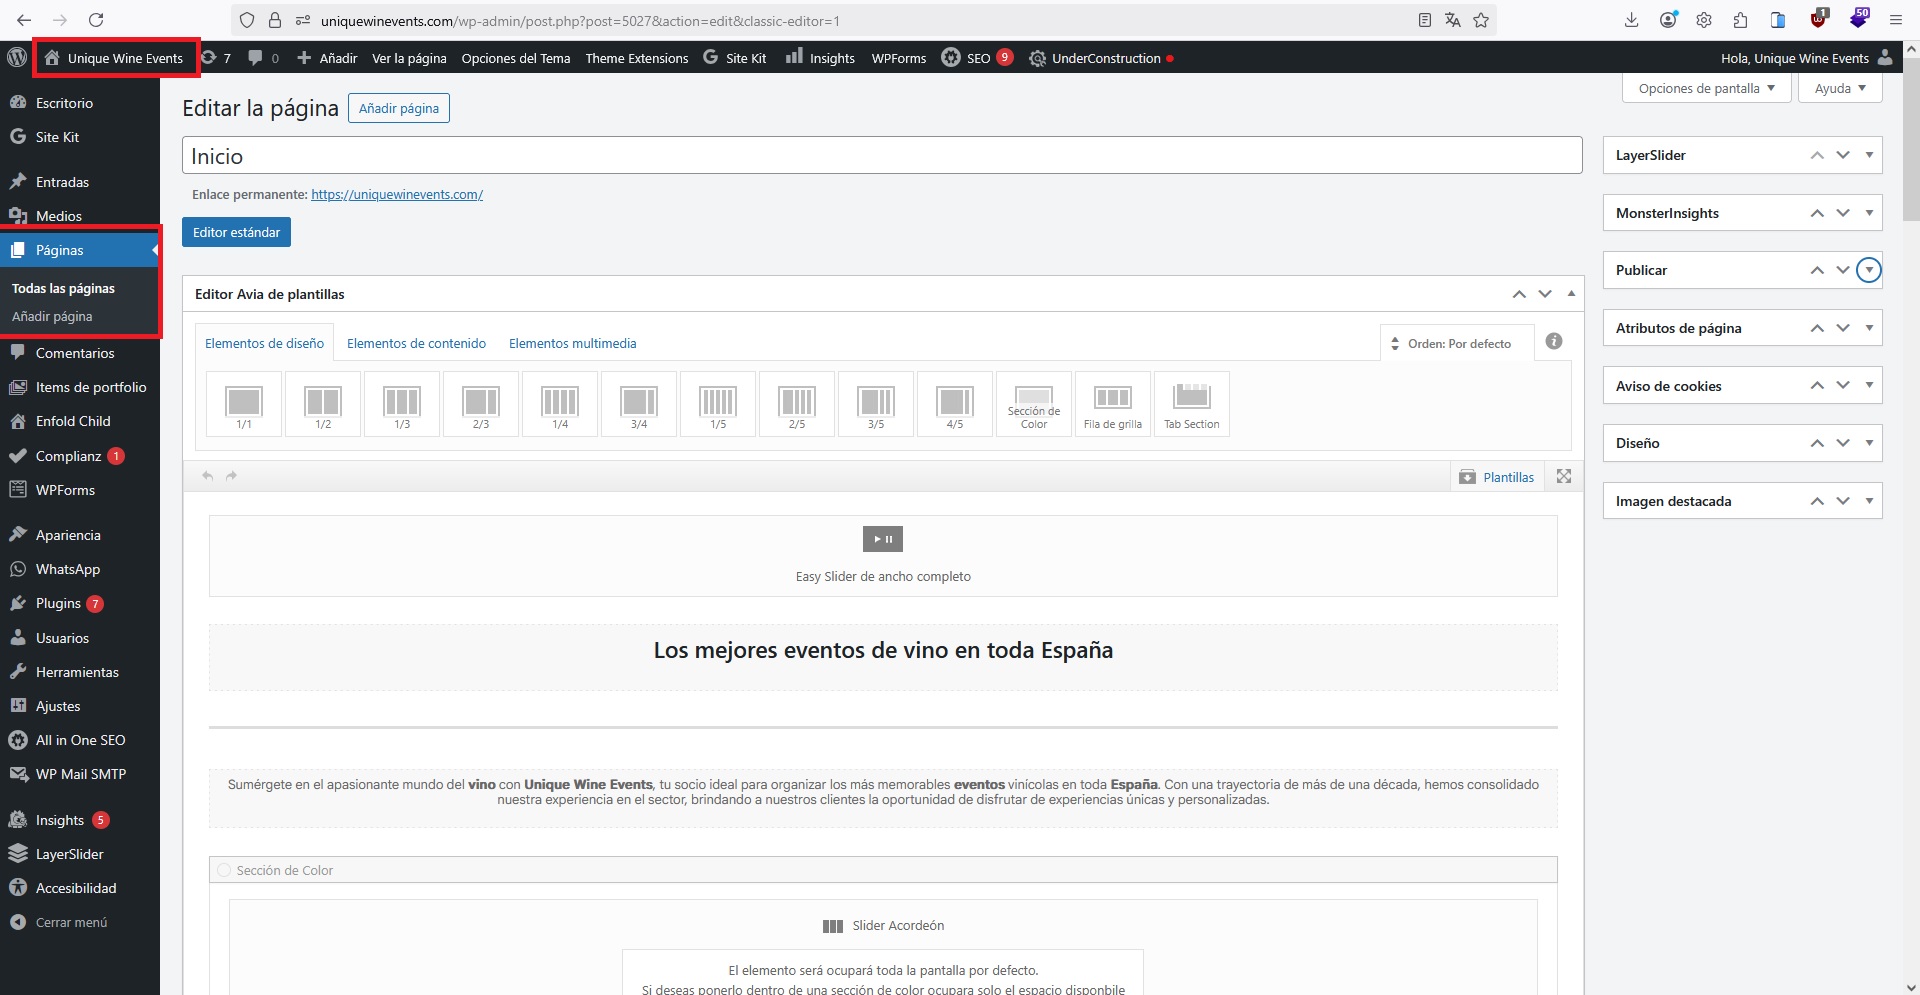 uniquewinevents.com/wp-admin/post.php?post=5027&action=edit&classic-editor=1
1
50
Unique Wine Events
7
0
Añadir
Ver la página
Opciones del Tema
Theme Extensions
Site Kit
Insights
WPForms
SEO
9
UnderConstruction
Hola, Unique Wine Events
Opciones de pantalla
Ayuda
Escritorio
Site Kit
Entradas
Medios
Páginas
Todas las páginas
Añadir página
Comentarios
Items de portfolio
Enfold Child
Complianz 1
WPForms
Apariencia
WhatsApp
Plugins 7
Usuarios
Herramientas
Ajustes
All in One SEO
WP Mail SMTP
Insights 5
LayerSlider
Accesibilidad
Cerrar menú
Editar la página
Añadir página
Inicio
Enlace permanente: https://uniquewinevents.com/
Editor estándar
Editor Avia de plantillas
Elementos de diseño
Elementos de contenido
Elementos multimedia
Orden: Por defecto
1/1
1/2
1/3
2/3
1/4
3/4
1/5
2/5
3/5
4/5
Sección de
Color
Fila de grilla
Tab Section
Plantillas
Easy Slider de ancho completo
Los mejores eventos de vino en toda España
Sumérgete en el apasionante mundo del vino con Unique Wine Events, tu socio ideal para organizar los más memorables eventos vinícolas en toda España. Con una trayectoria de más de una década, hemos consolidado
nuestra experiencia en el sector, brindando a nuestros clientes la oportunidad de disfrutar de experiencias únicas y personalizadas.
Sección de Color
Slider Acordeón
El elemento será ocupará toda la pantalla por defecto.
Si deseas ponerlo dentro de una sección de color ocupara solo el espacio disponbile
LayerSlider
MonsterInsights
Publicar
Atributos de página
Aviso de cookies
Diseño
Imagen destacada